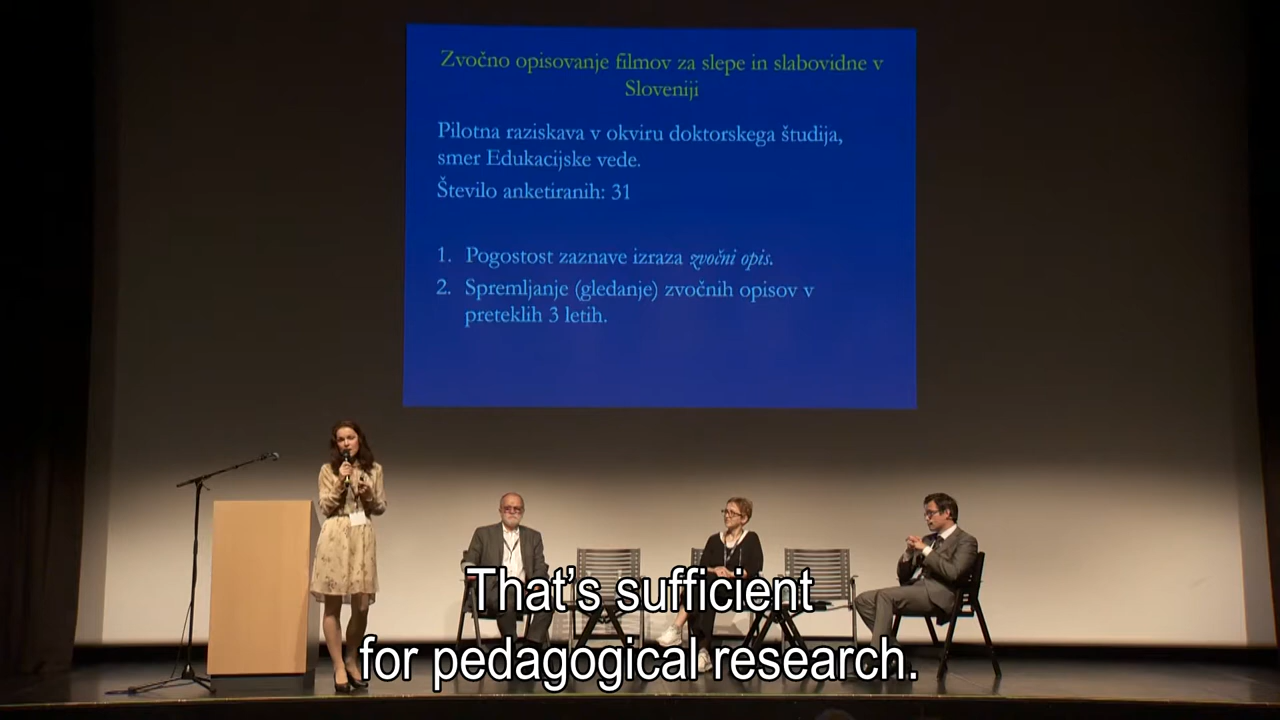 Zvočno opisovanje filmov za slepe in slabovidne v
Sloveniji
Pilotna raziskava v okviru doktorskega študija,
smer Edukacijske vede.
Število anketiranih: 31
1. Pogostost zaznave izraza zvočni opis.
2. Spremljanje (gledanje) zvočnih opisov v
preteklih 3 letih.
That's sufficient
for pedagogical research.